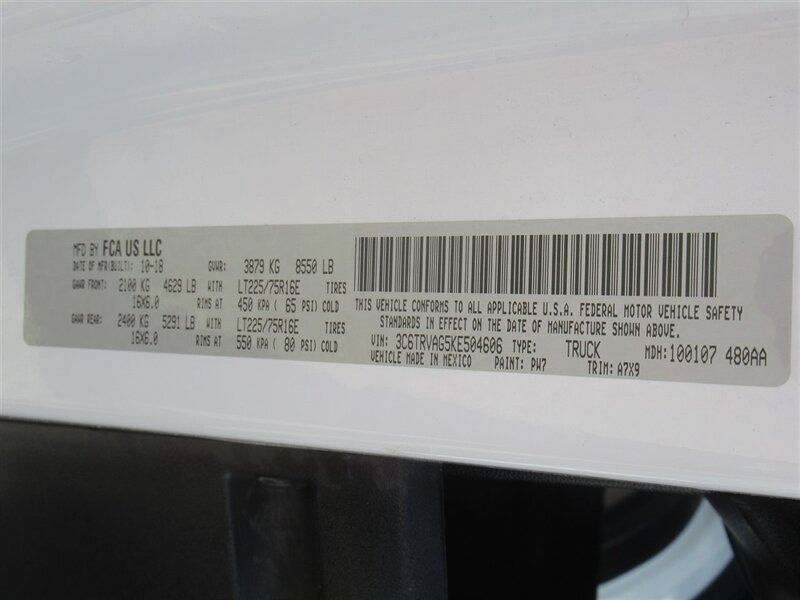 MFD BY FCA US LLC
DATE OF MFR(BUILT): 10-18 GVWR: 3879 KG 8550 LB
GAWR FRONT: 2100 KG 4629 LB WITH LT225/75R16E TIRES
16X6.0 RIMS AT 450 KPA ( 65 PSI) COLD
GAWR REAR: 2400 KG 5291 LB WITH LT225/75R16E TIRES
16X6.0 RIMS AT 550 KPA ( 80 PSI) COLD
THIS VEHICLE CONFORMS TO ALL APPLICABLE U.S.A. FEDERAL MOTOR VEHICLE SAFETY
STANDARDS IN EFFECT ON THE DATE OF MANUFACTURE SHOWN ABOVE.
VIN: 3C6TRVAG5KE504606 TYPE: TRUCK MDH: 100107 480AA
VEHICLE MADE IN MEXICO PAINT: PW7 TRIM: A7X9